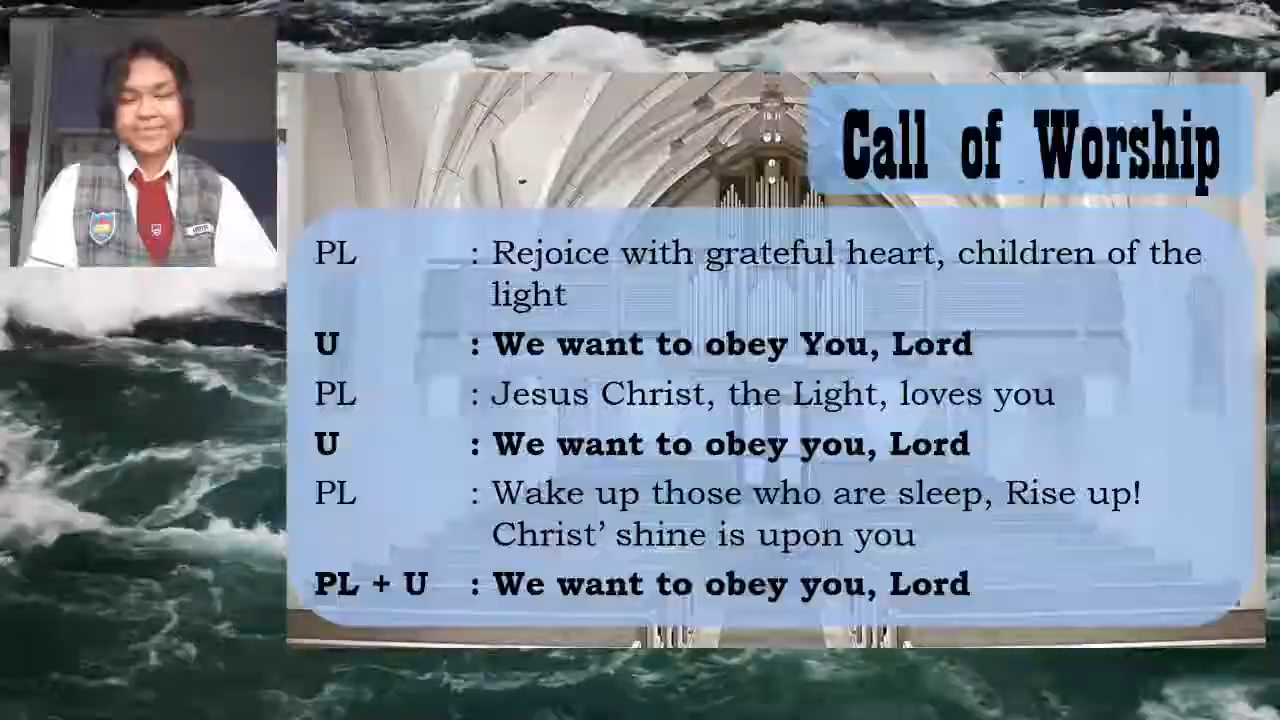 Call of Worship
PL : Rejoice with grateful heart, children of the
light
U : We want to obey You, Lord
PL : Jesus Christ, the Light, loves you
U : We want to obey you, Lord
PL : Wake up those who are sleep, Rise up!
Christ’ shine is upon you
PL + U : We want to obey you, Lord